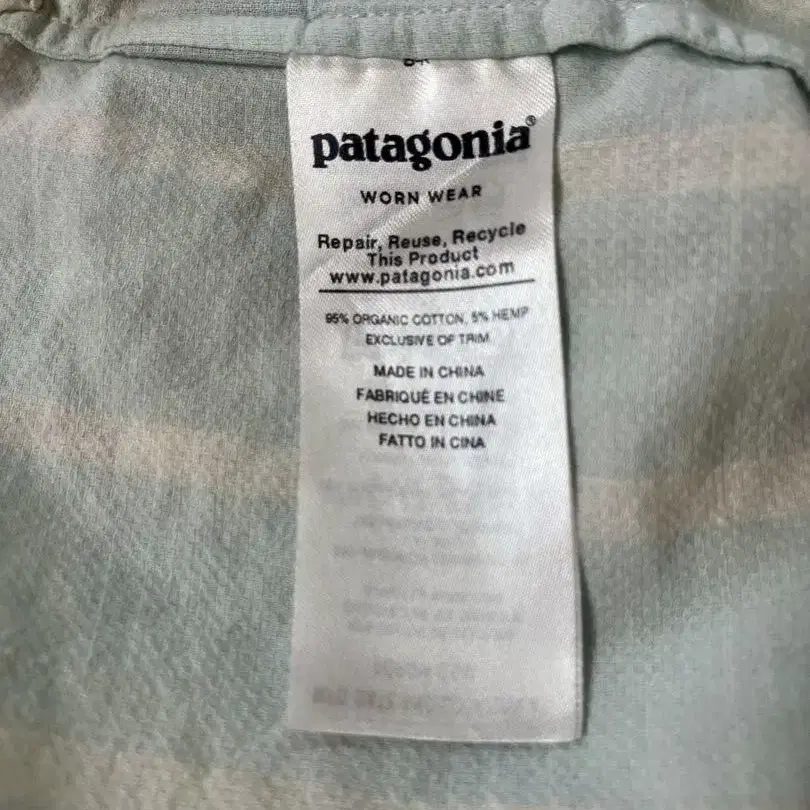 patagonia®
WORN WEAR
Repair, Reuse, Recycle
This Product
www.patagonia.com
95% ORGANIC COTTON, 5% HEMP
EXCLUSIVE OF TRIM
MADE IN CHINA
FABRIQUÉ EN CHINE
HECHO EN CHINA
FATTO IN CINA